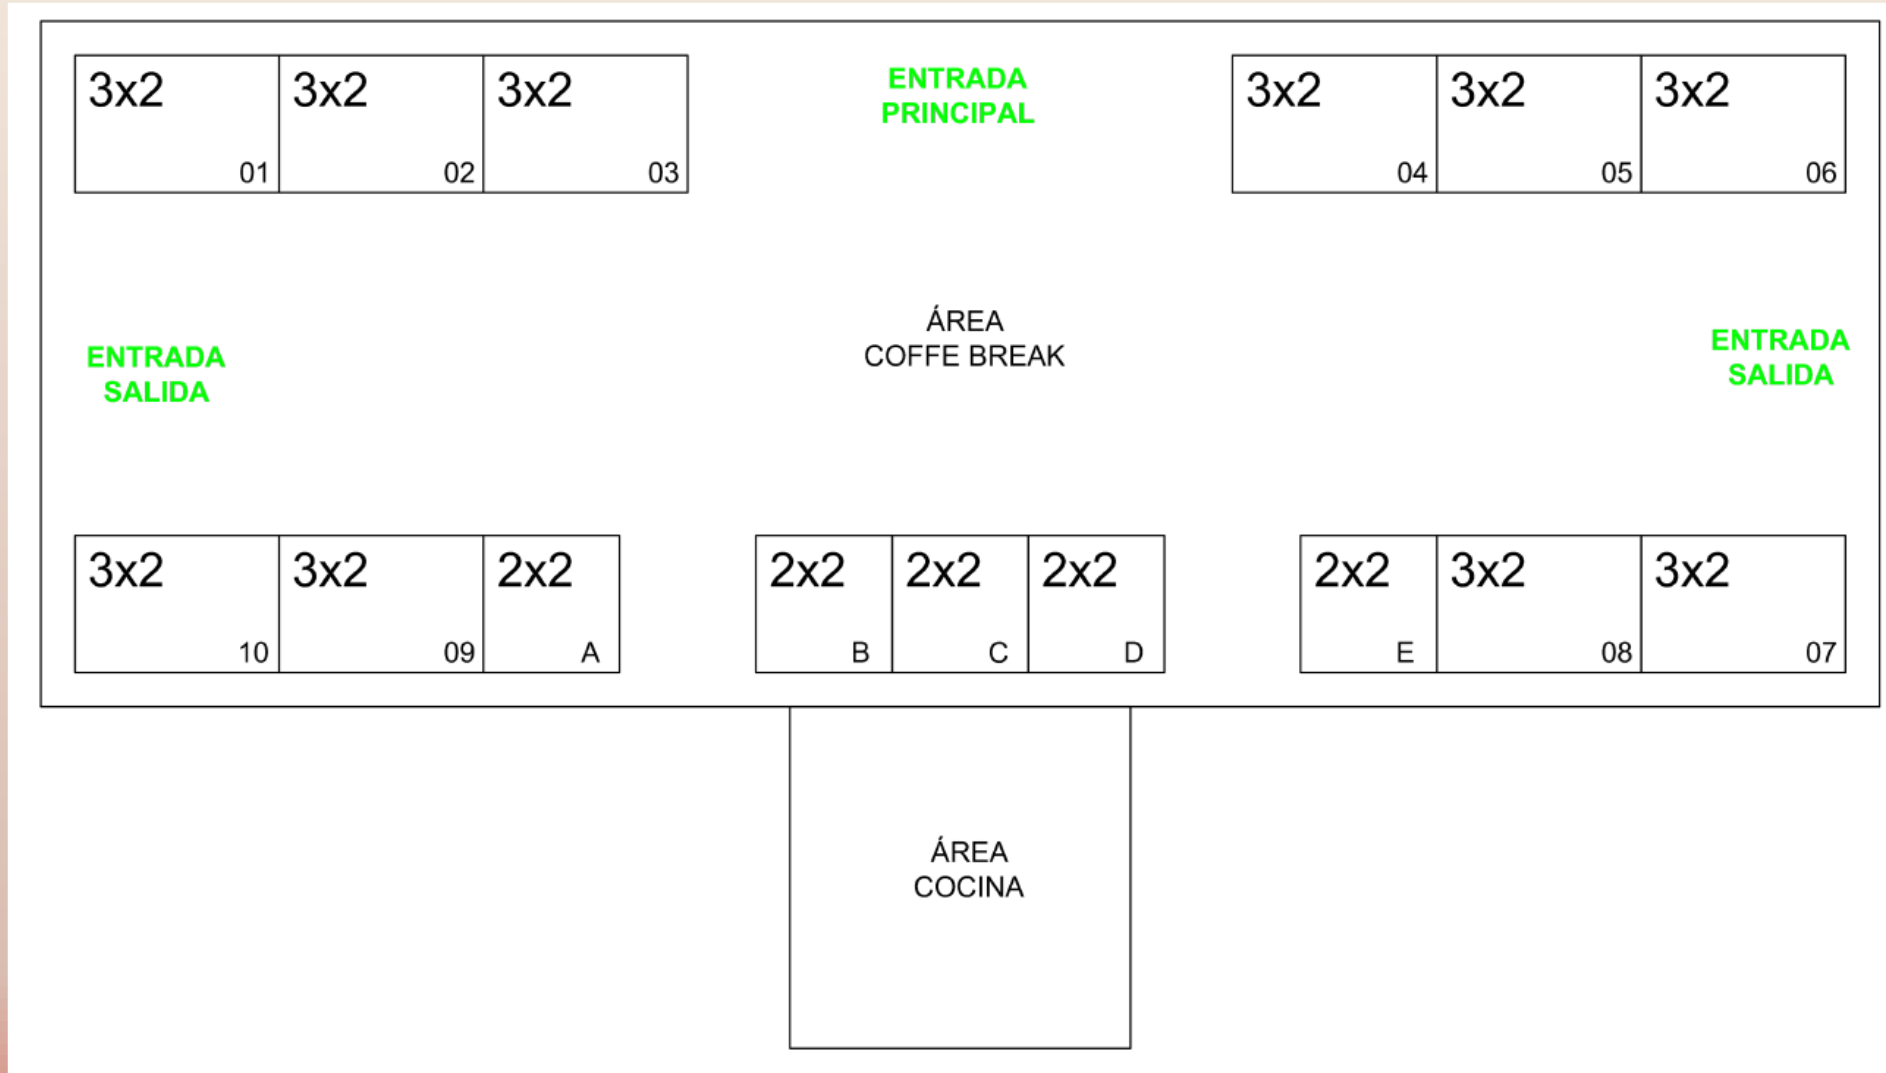 3x2 3x2 3x2 ENTRADA PRINCIPAL 3x2 3x2 3x2
01 02 03 04 05 06
ÁREA
COFFE BREAK
ENTRADA
SALIDA
ENTRADA
SALIDA
3x2 3x2 2x2 2x2 2x2 2x2 2x2 3x2 3x2
10 09 A B C D E 08 07
ÁREA
COCINA